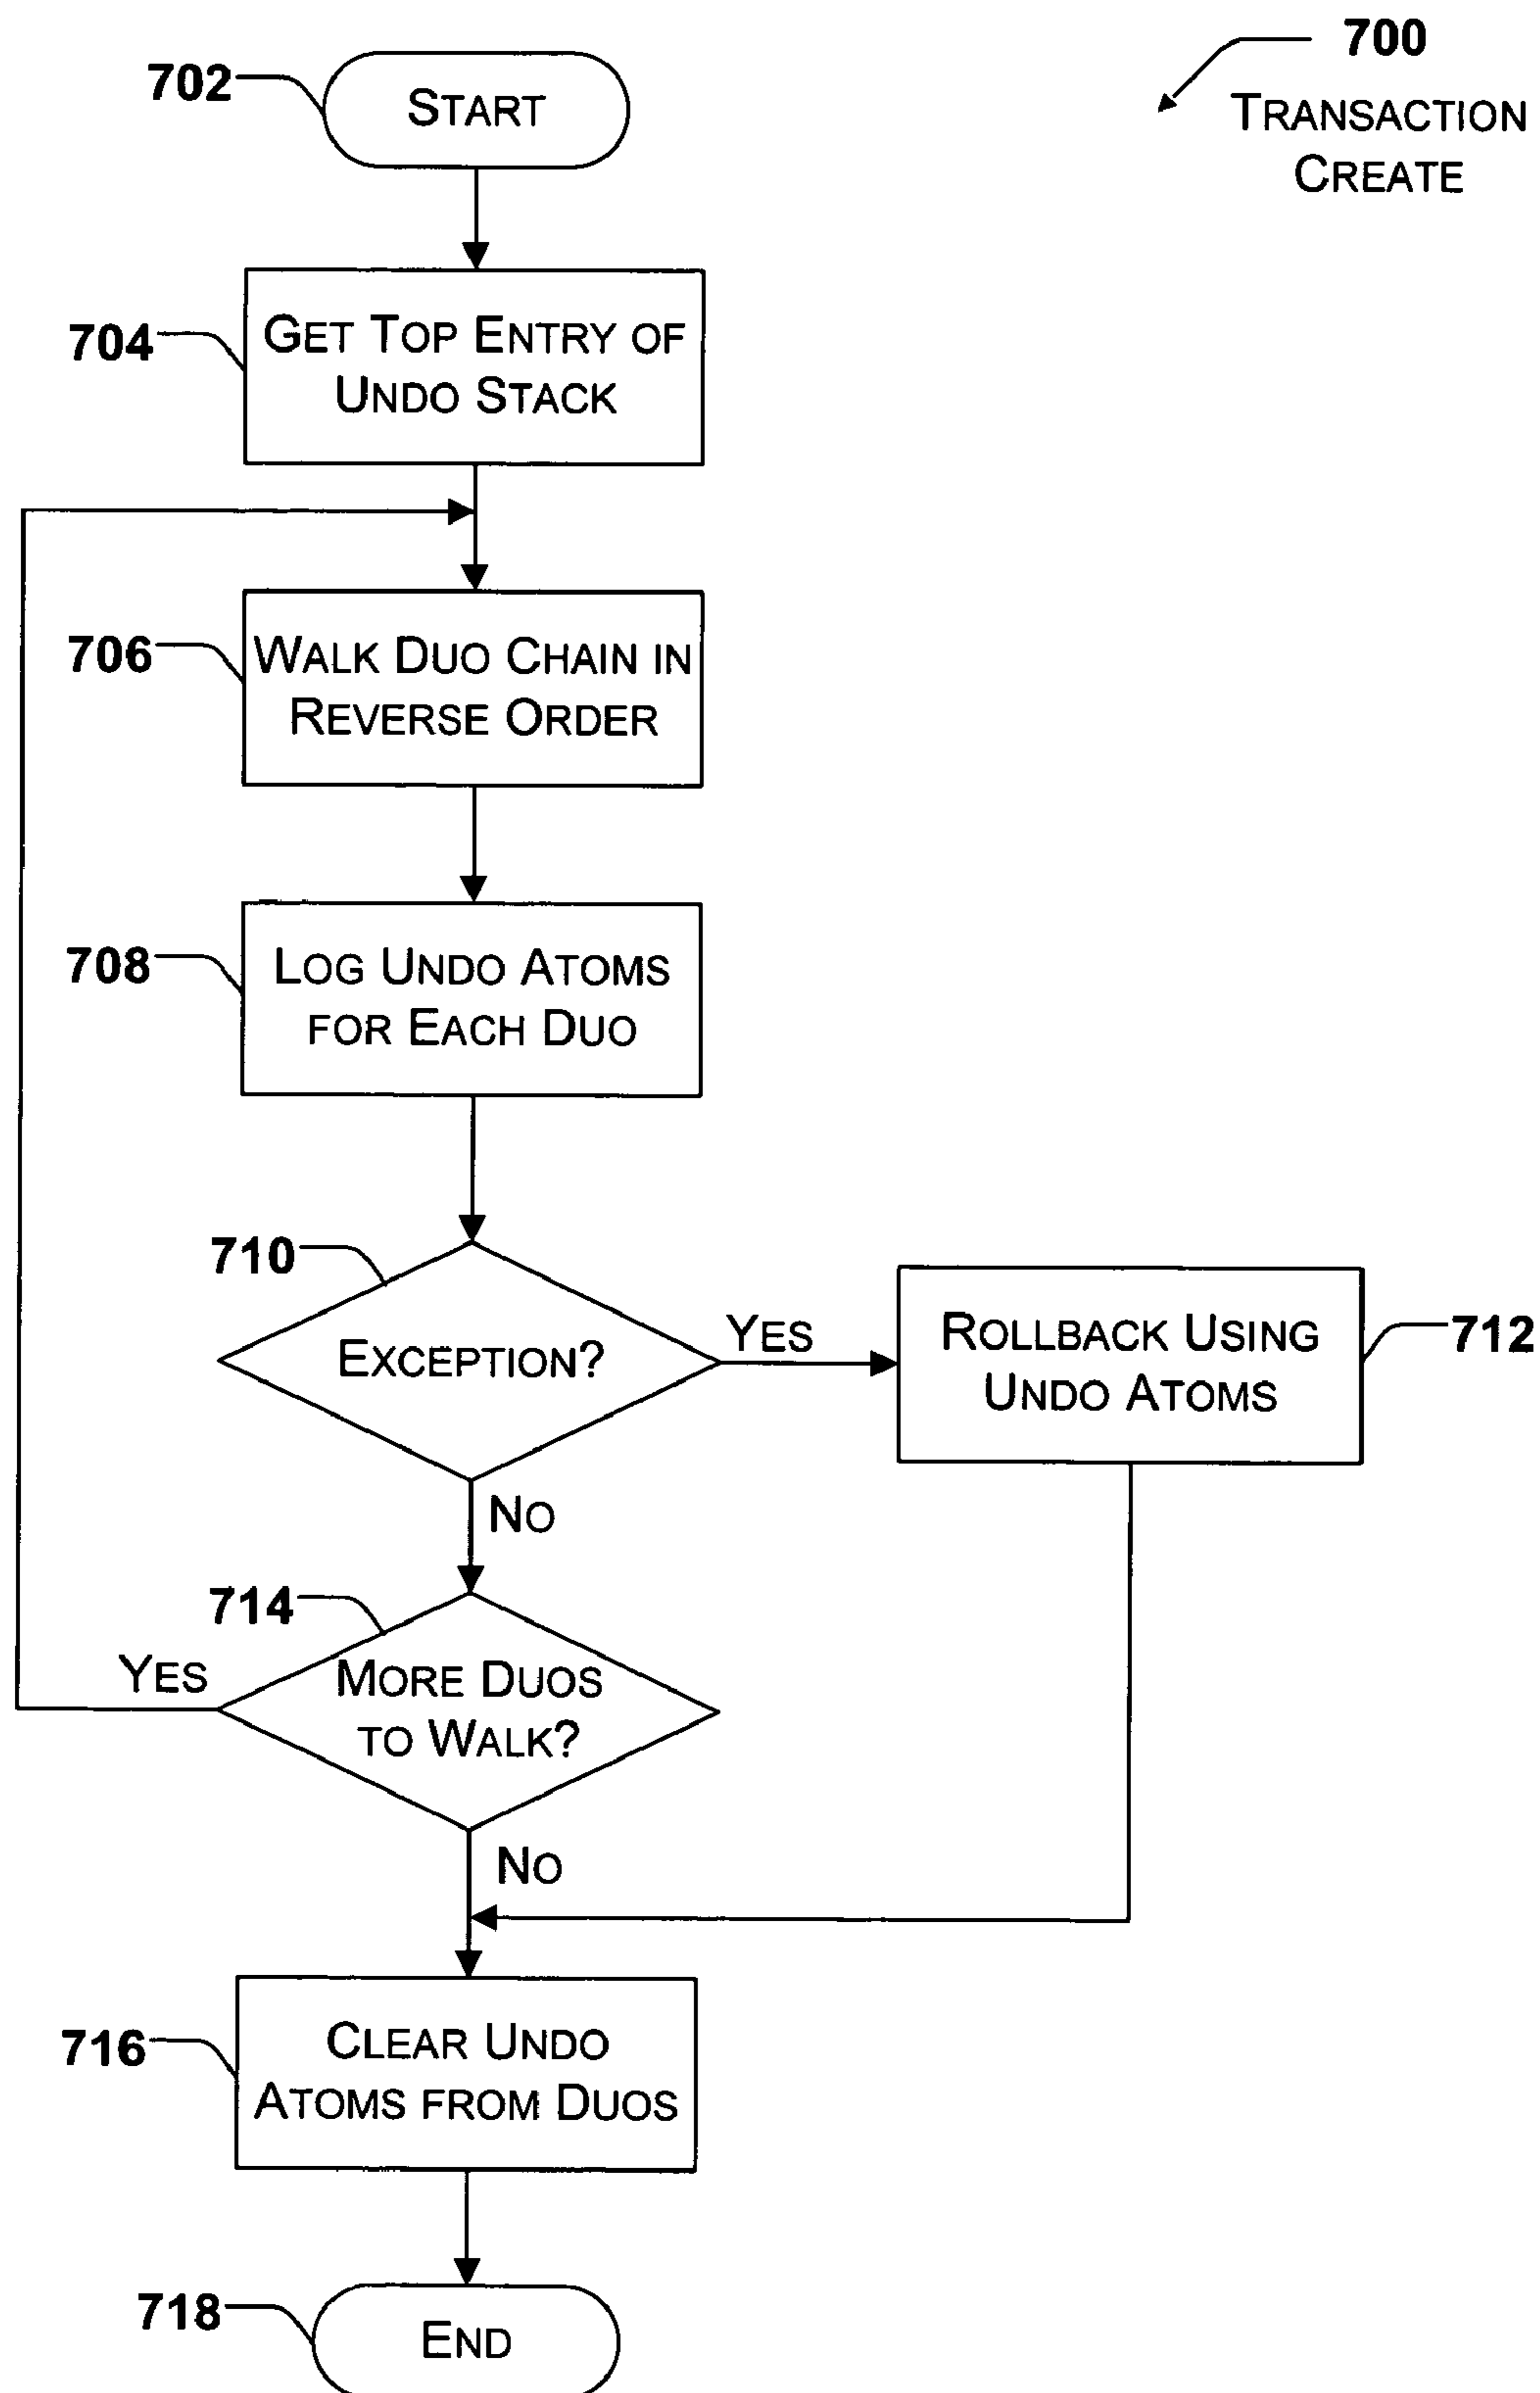 700
TRANSACTION
CREATE
702
START
704
GET TOP ENTRY OF
UNDO STACK
706
WALK DUO CHAIN IN
REVERSE ORDER
708
LOG UNDO ATOMS
FOR EACH DUO
710
EXCEPTION?
YES
ROLLBACK USING
UNDO ATOMS
712
NO
714
YES
MORE DUOS
TO WALK?
NO
716
CLEAR UNDO
ATOMS FROM DUOS
718
END